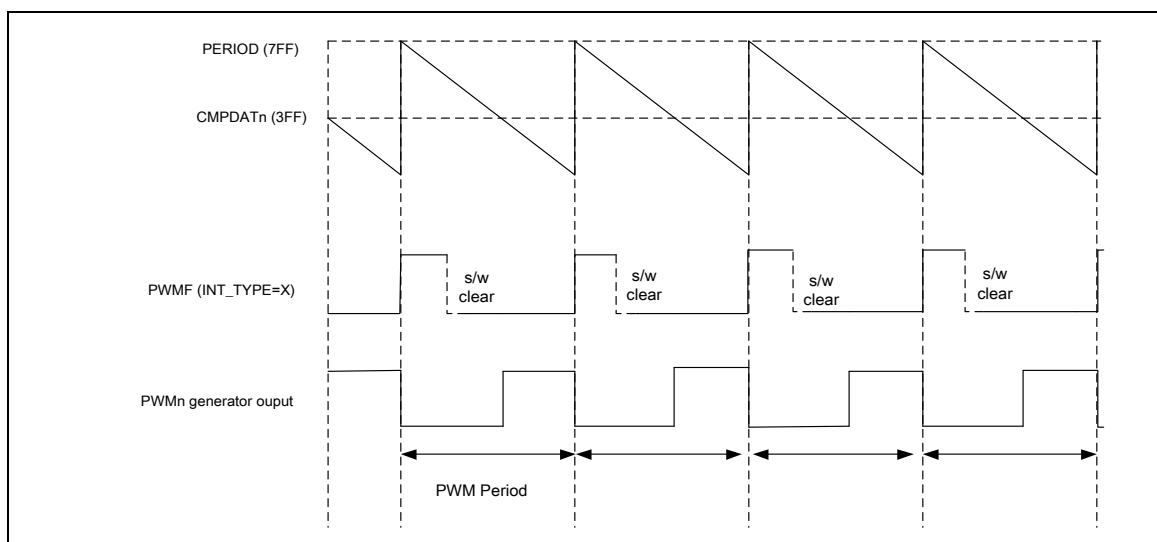 PERIOD (7FF)
CMPDATn (3FF)
PWMF (INT_TYPE=X)
s/w
clear
s/w
clear
s/w
clear
s/w
clear
PWMn generator ouput
PWM Period